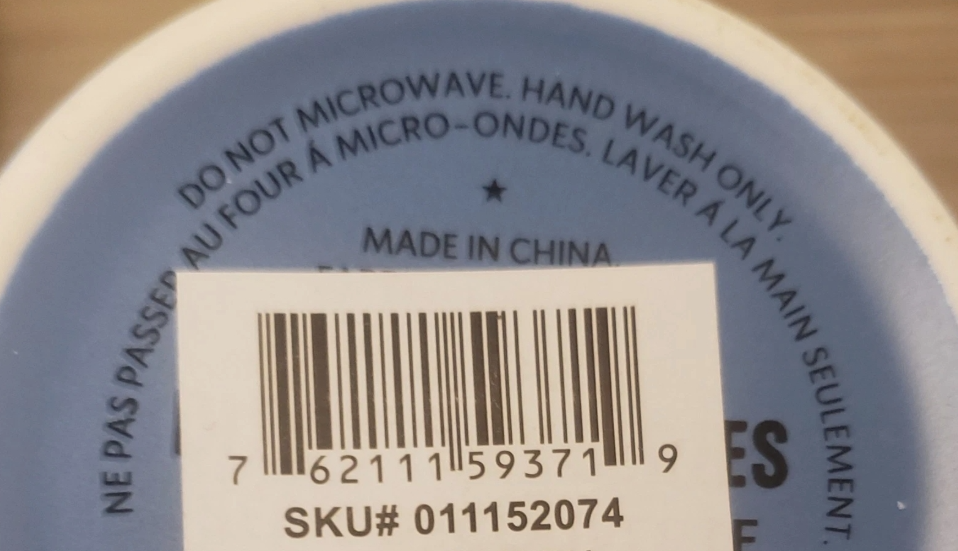 DO NOT MICROWAVE. HAND WASH ONLY.
NE PAS PASSER AU FOUR Á MICRO-ONDES. LAVER Á LA MAIN SEULEMENT.
★
MADE IN CHINA
7 62111 59371 9
SKU# 011152074